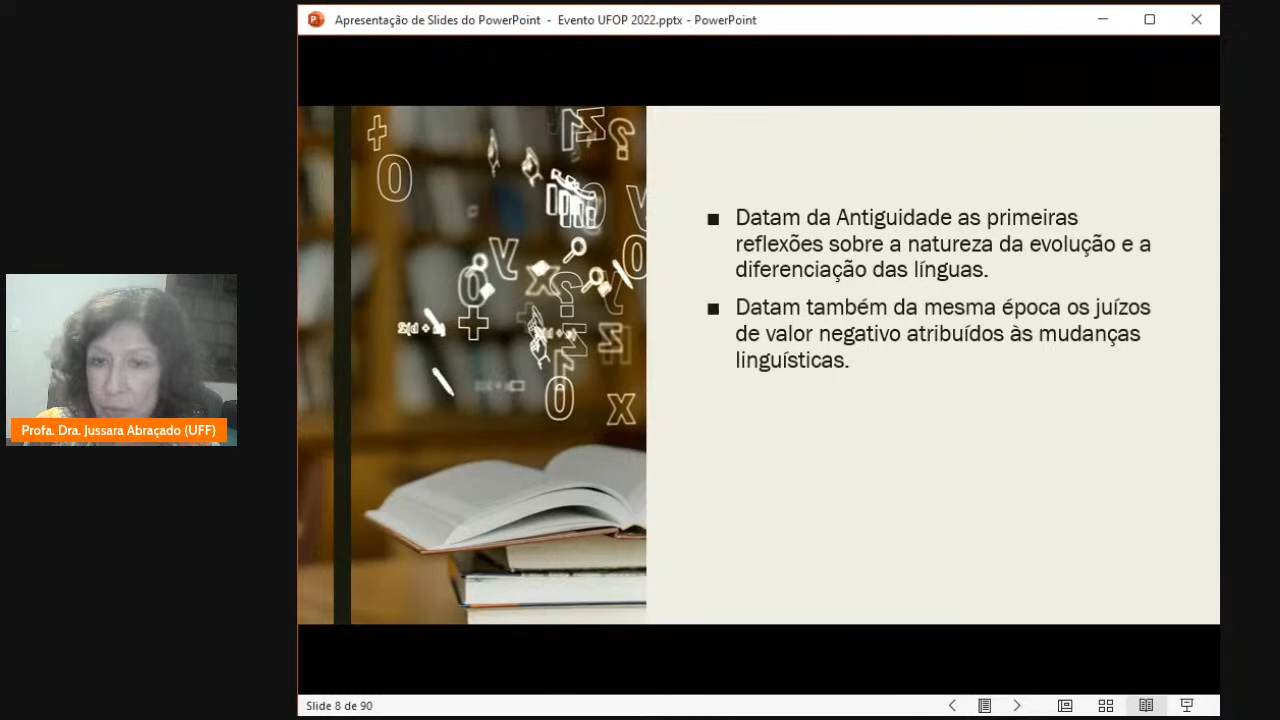 Apresentação de Slides do PowerPoint - Evento UFOP 2022.pptx - PowerPoint
■ Datam da Antiguidade as primeiras
reflexões sobre a natureza da evolução e a
diferenciação das línguas.
■ Datam também da mesma época os juízos
de valor negativo atribuídos às mudanças
linguísticas.
Profa. Dra. Jussara Abraçado (UFF)
Slide 8 de 90